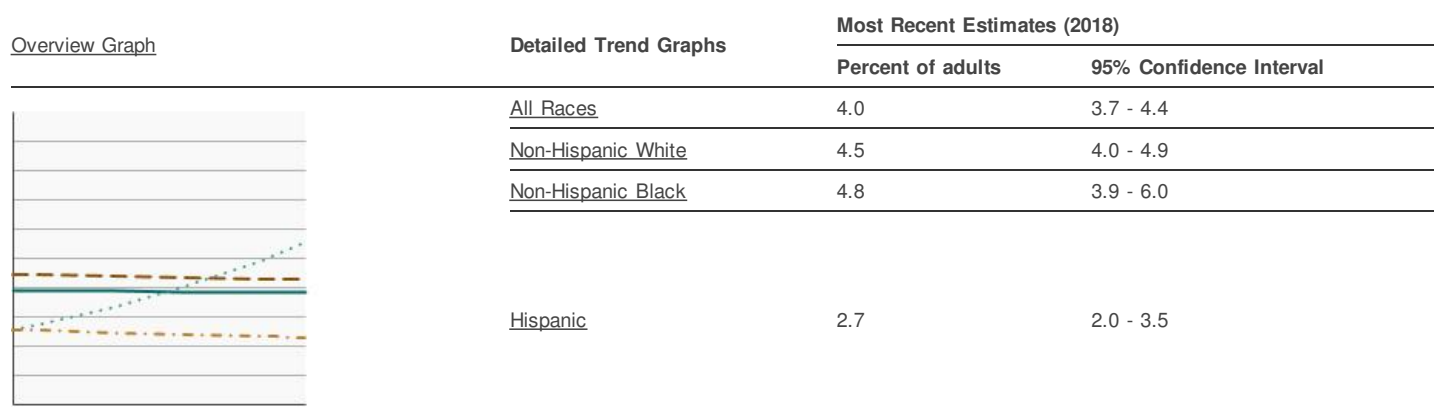 Overview Graph
Detailed Trend Graphs
Most Recent Estimates (2018)
Percent of adults 95% Confidence Interval
All Races 4.0 3.7 - 4.4
Non-Hispanic White 4.5 4.0 - 4.9
Non-Hispanic Black 4.8 3.9 - 6.0
Hispanic 2.7 2.0 - 3.5